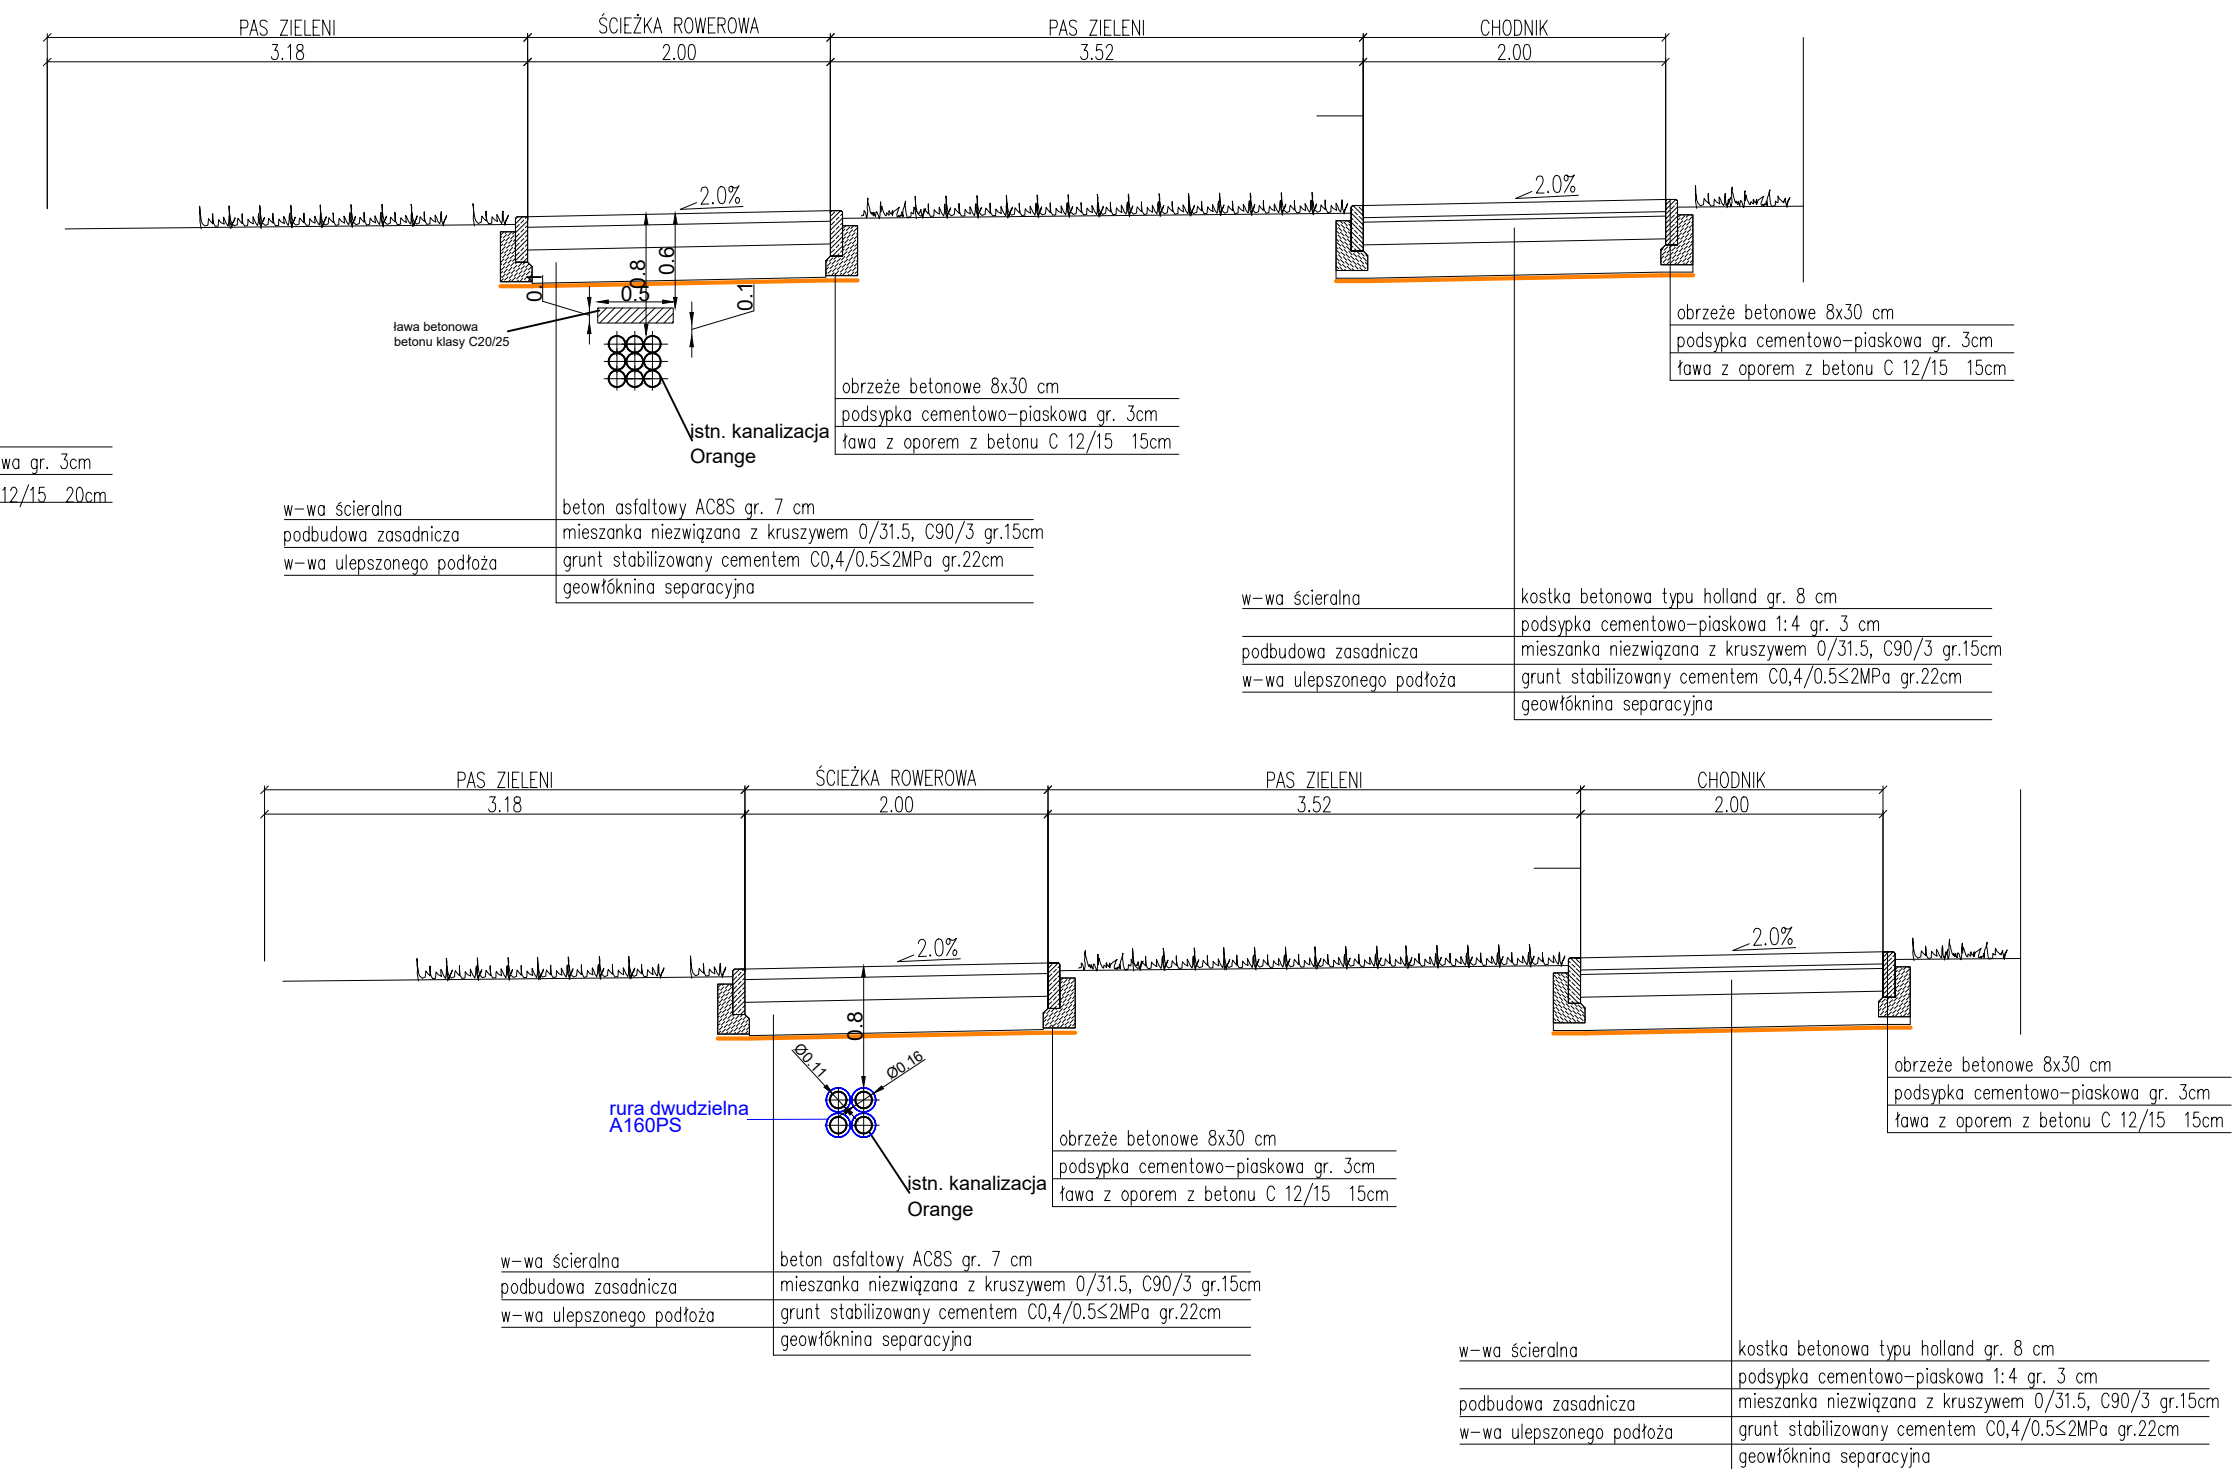 PAS ZIELENI
ŚCIEŻKA ROWEROWA
PAS ZIELENI
CHODNIK
3.18
2.00
3.52
2.00
2.0%
2.0%
0.8
0.6
0.1
0.5
0.1
ława betonowa
betonu klasy C20/25
istn. kanalizacja
Orange
obrzeże betonowe 8x30 cm
podsypka cementowo-piaskowa gr. 3cm
ława z oporem z betonu C 12/15 15cm
obrzeże betonowe 8x30 cm
podsypka cementowo-piaskowa gr. 3cm
ława z oporem z betonu C 12/15 15cm
wa gr. 3cm
12/15 20cm
w-wa ścieralna beton asfaltowy AC8S gr. 7 cm
podbudowa zasadnicza mieszanka niezwiązana z kruszywem 0/31.5, C90/3 gr.15cm
w-wa ulepszonego podłoża grunt stabilizowany cementem C0,4/0.5≤2MPa gr.22cm
geowłóknina separacyjna
w-wa ścieralna kostka betonowa typu holland gr. 8 cm
podsypka cementowo-piaskowa 1:4 gr. 3 cm
podbudowa zasadnicza mieszanka niezwiązana z kruszywem 0/31.5, C90/3 gr.15cm
w-wa ulepszonego podłoża grunt stabilizowany cementem C0,4/0.5≤2MPa gr.22cm
geowłóknina separacyjna
PAS ZIELENI
ŚCIEŻKA ROWEROWA
PAS ZIELENI
CHODNIK
3.18
2.00
3.52
2.00
2.0%
2.0%
0.8
Ø0.11
Ø0.16
rura dwudzielna
A160PS
istn. kanalizacja
Orange
obrzeże betonowe 8x30 cm
podsypka cementowo-piaskowa gr. 3cm
ława z oporem z betonu C 12/15 15cm
obrzeże betonowe 8x30 cm
podsypka cementowo-piaskowa gr. 3cm
ława z oporem z betonu C 12/15 15cm
w-wa ścieralna beton asfaltowy AC8S gr. 7 cm
podbudowa zasadnicza mieszanka niezwiązana z kruszywem 0/31.5, C90/3 gr.15cm
w-wa ulepszonego podłoża grunt stabilizowany cementem C0,4/0.5≤2MPa gr.22cm
geowłóknina separacyjna
w-wa ścieralna kostka betonowa typu holland gr. 8 cm
podsypka cementowo-piaskowa 1:4 gr. 3 cm
podbudowa zasadnicza mieszanka niezwiązana z kruszywem 0/31.5, C90/3 gr.15cm
w-wa ulepszonego podłoża grunt stabilizowany cementem C0,4/0.5≤2MPa gr.22cm
geowłóknina separacyjna